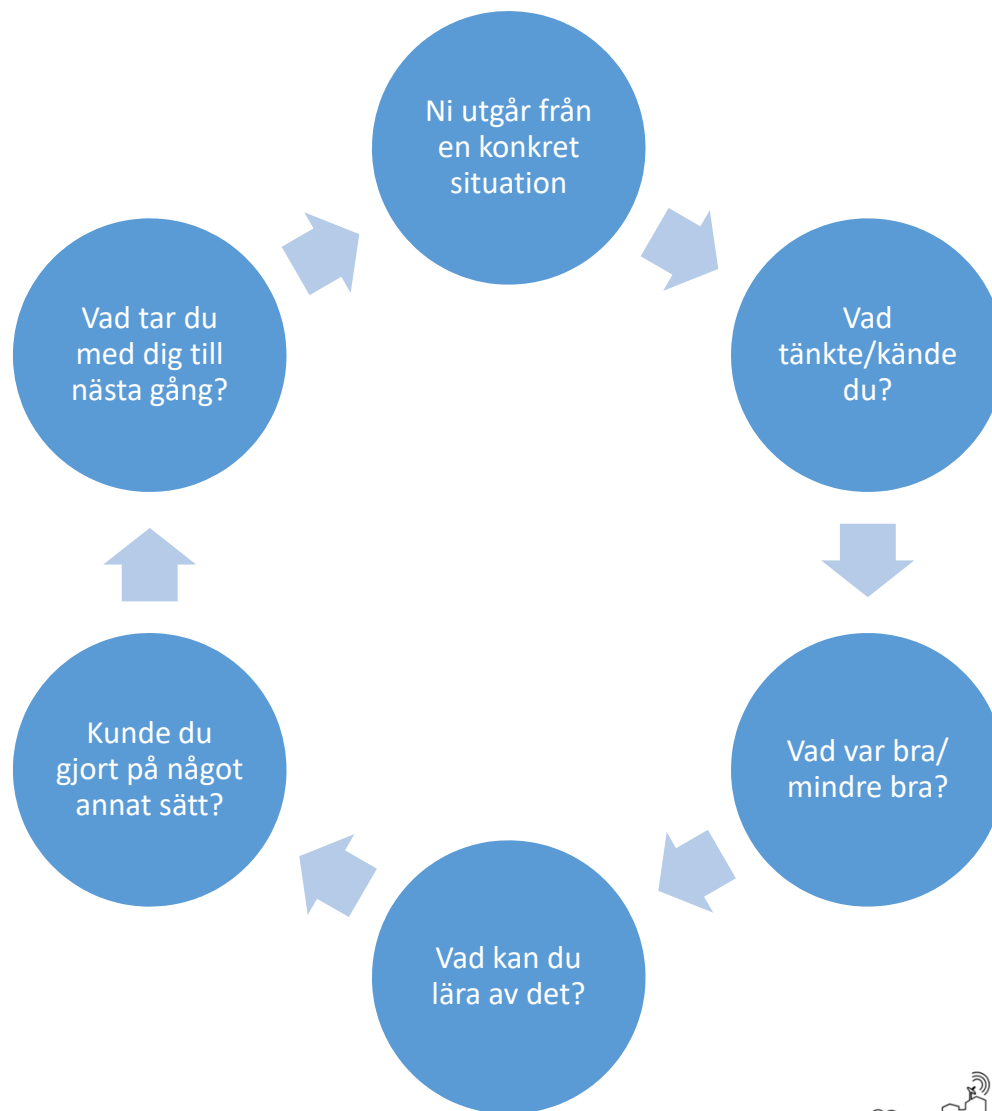 Ni utgår från
en konkret
situation
Vad
tänkte/kände
du?
Vad var bra/
mindre bra?
Vad kan du
lära av det?
Kunde du
gjort på något
annat sätt?
Vad tar du
med dig till
nästa gång?